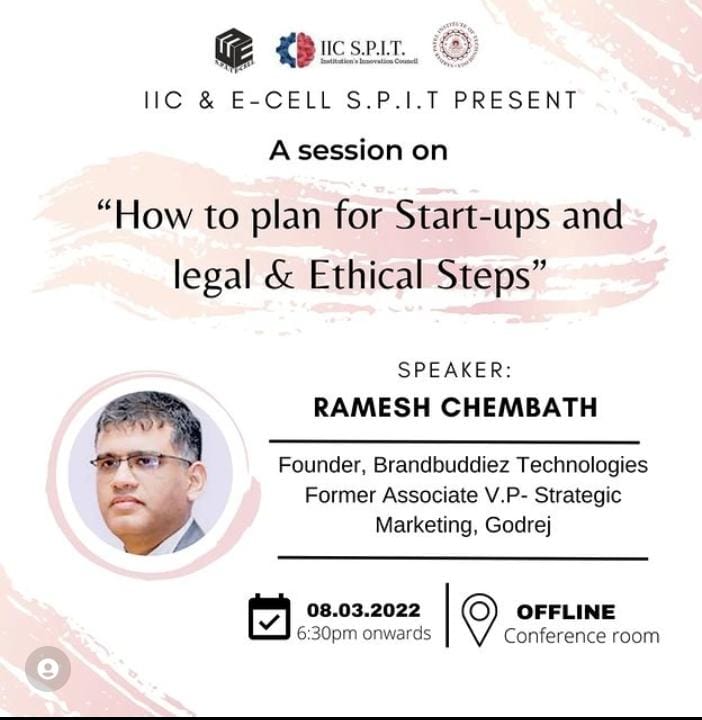 IIC S.P.I.T.
Institution's Innovation Council
IIC & E-CELL S.P.I.T PRESENT
A session on
“How to plan for Start-ups and
legal & Ethical Steps”
SPEAKER:
RAMESH CHEMBATH
Founder, Brandbuddiez Technologies
Former Associate V.P- Strategic
Marketing, Godrej
08.03.2022
6:30pm onwards
OFFLINE
Conference room